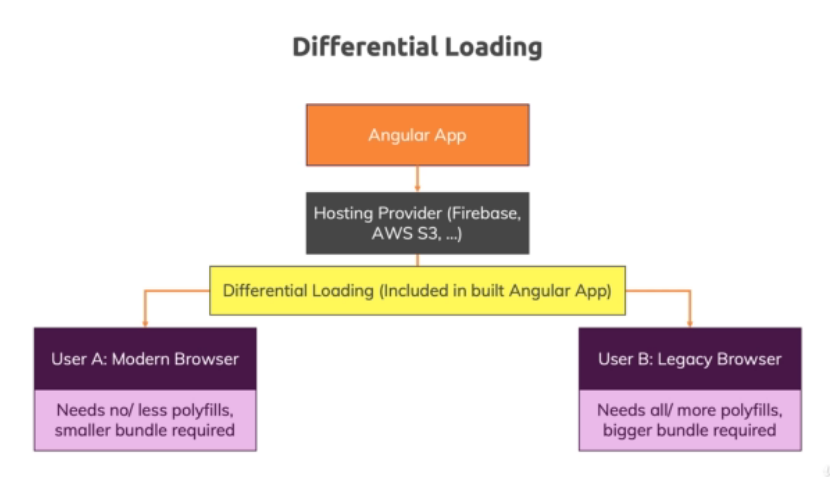 Differential Loading
Angular App
Hosting Provider (Firebase,
AWS S3, ...)
Differential Loading (Included in built Angular App)
User A: Modern Browser
Needs no/ less polyfills,
smaller bundle required
User B: Legacy Browser
Needs all/ more polyfills,
bigger bundle required